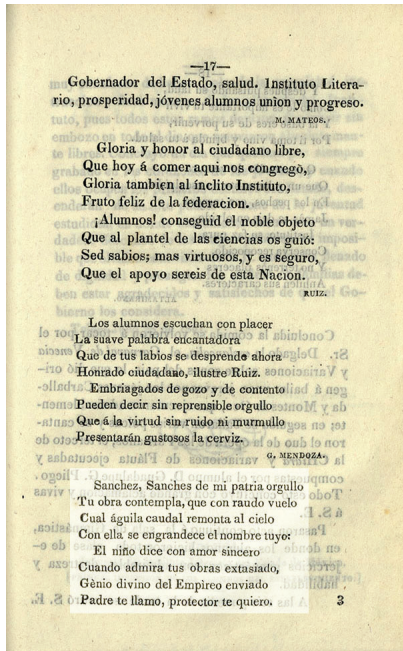 —17—
Gobernador del Estado, salud. Instituto Litera-
rio, prosperidad, jóvenes alumnos union y progreso.
M. MATEOS.
Gloria y honor al ciudadano libre,
Que hoy á comer aqui nos congregò,
Gloria tambien al ínclito Instituto,
Fruto feliz de la federacion.
¡Alumnos! conseguid el noble objeto
Que al plantel de las ciencias os guió:
Sed sabios; mas virtuosos, y es seguro,
Que el apoyo sereis de esta Nacion.
RUIZ.
Los alumnos escuchan con placer
La suave palabra encantadora
Que de tus labios se desprende ahora
Honrado ciudadano, ilustre Ruiz.
Embriagados de gozo y de contento
Pueden decir sin reprensible orgullo
Que á la virtud sin ruido ni murmullo
Presentarán gustosos la cerviz.
G. MENDOZA.
Sanchez, Sanches de mi patria orgullo
Tu obra contempla, que con raudo vuelo
Cual águila caudal remonta al cielo
Con ella se engrandece el nombre tuyo:
El niño dice con amor sincero
Cuando admira tus obras extasiado,
Gènio divino del Empìreo enviado
Padre te llamo, protector te quiero.
3